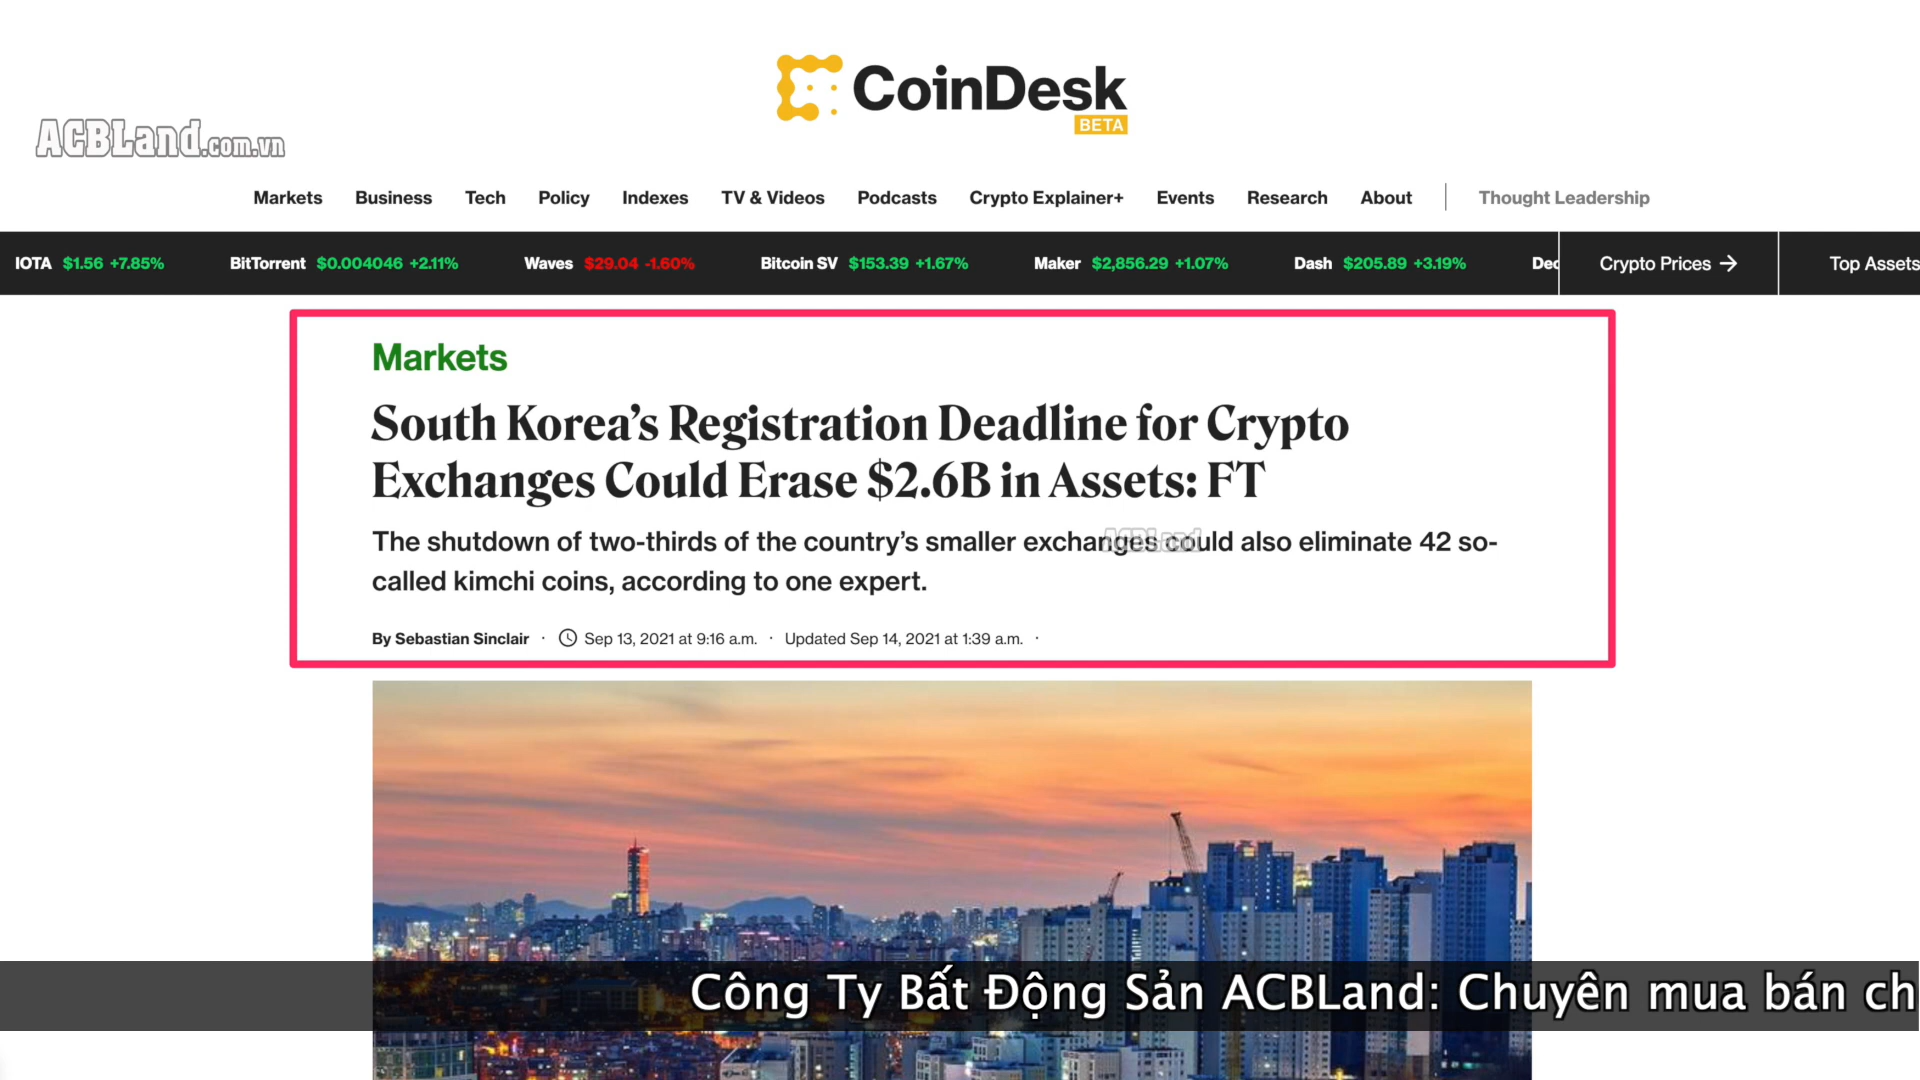 CoinDesk
BETA
ACBLand.com.vn
Markets Business Tech Policy Indexes TV & Videos Podcasts Crypto Explainer+ Events Research About Thought Leadership
IOTA $1.56 +7.85% BitTorrent $0.004046 +2.11% Waves $29.04 -1.60% Bitcoin SV $153.39 +1.67% Maker $2,856.29 +1.07% Dash $205.89 +3.19% Dec Crypto Prices → Top Assets
Markets
South Korea’s Registration Deadline for Crypto
Exchanges Could Erase $2.6B in Assets: FT
The shutdown of two-thirds of the country’s smaller exchanges could also eliminate 42 so-
called kimchi coins, according to one expert.
ACBLand
By Sebastian Sinclair · Sep 13, 2021 at 9:16 a.m. · Updated Sep 14, 2021 at 1:39 a.m. ·
Công Ty Bất Động Sản ACBLand: Chuyên mua bán ch